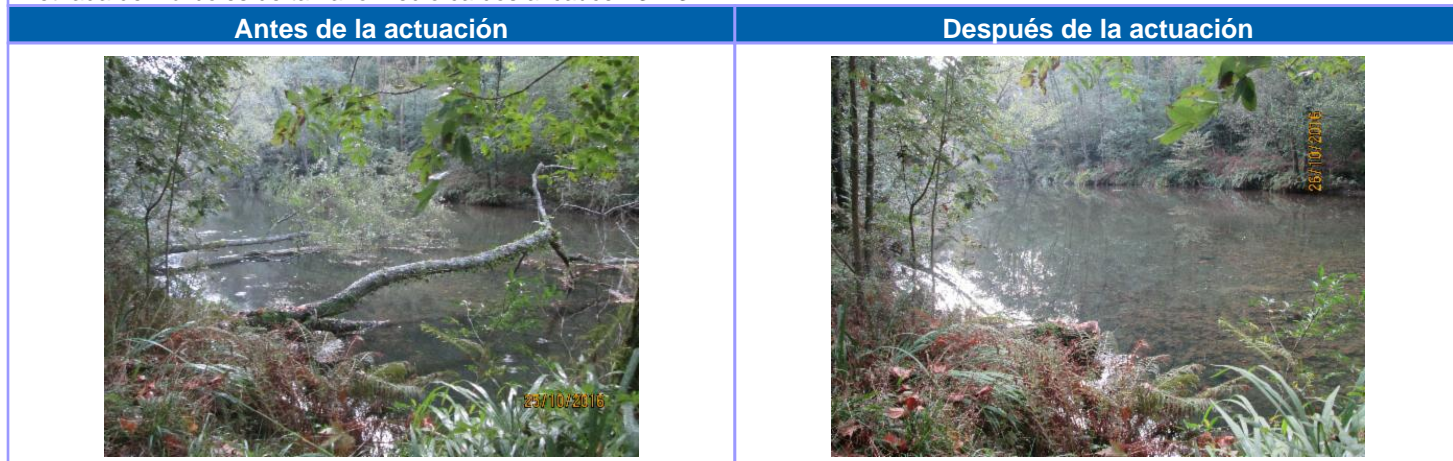 Antes de la actuación
Después de la actuación
25/10/2016
26/10/2016